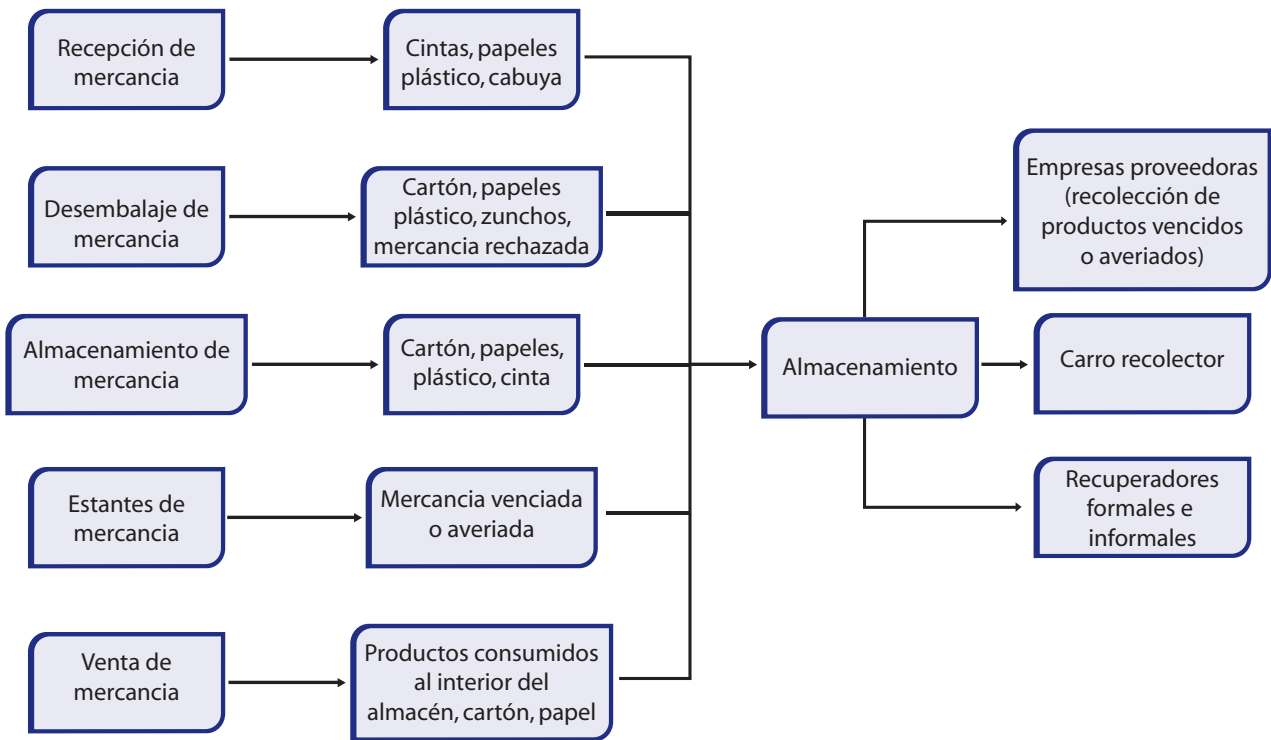 Recepción de
mercancia
Cintas, papeles
plástico, cabuya
Desembalaje de
mercancia
Cartón, papeles
plástico, zunchos,
mercancia rechazada
Almacenamiento de
mercancia
Cartón, papeles,
plástico, cinta
Estantes de
mercancia
Mercancia venciada
o averiada
Venta de
mercancia
Productos consumidos
al interior del
almacén, cartón, papel
Almacenamiento
Empresas proveedoras
(recolección de
productos vencidos
o averiados)
Carro recolector
Recuperadores
formales e
informales